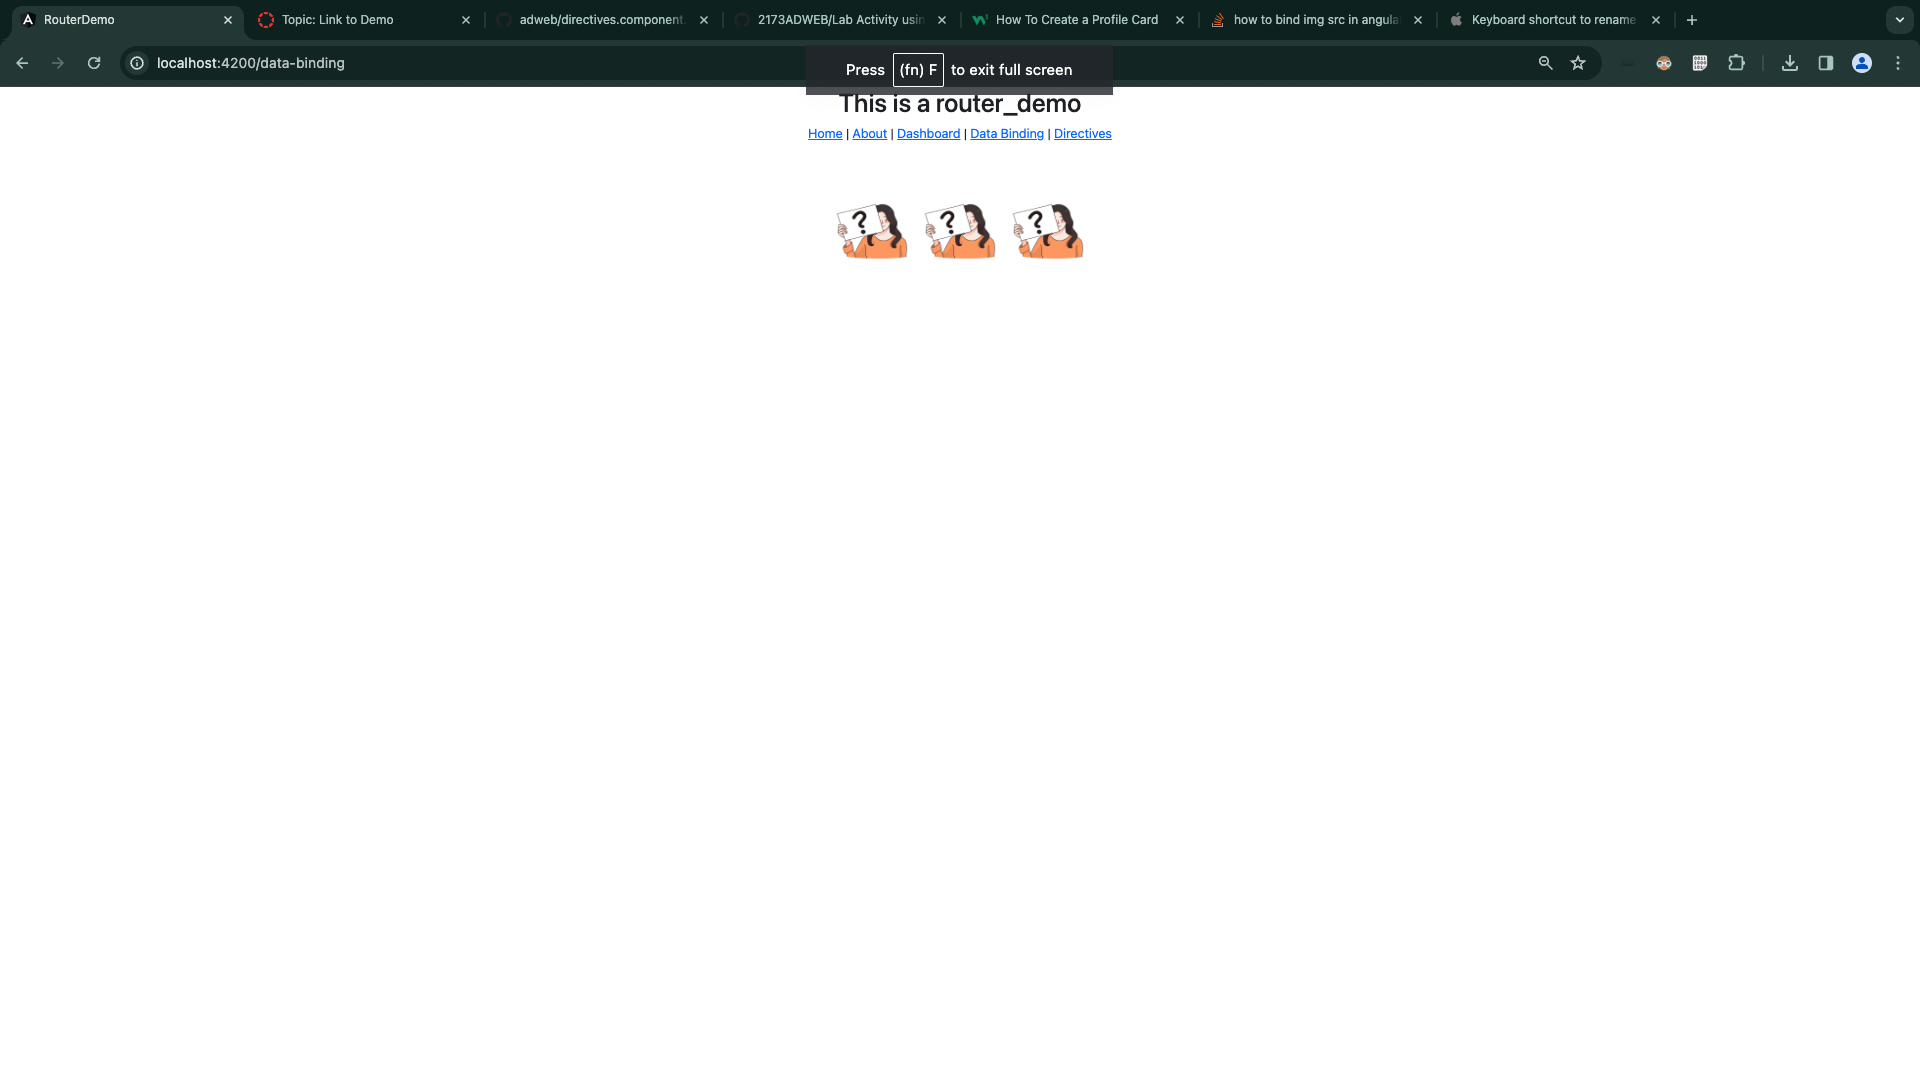 RouterDemo
Topic: Link to Demo
adweb/directives.component.
2173ADWEB/Lab Activity usin
How To Create a Profile Card
how to bind img src in angula
Keyboard shortcut to rename
localhost:4200/data-binding
Press (fn) F to exit full screen
This is a router_demo
Home | About | Dashboard | Data Binding | Directives
? ? ?